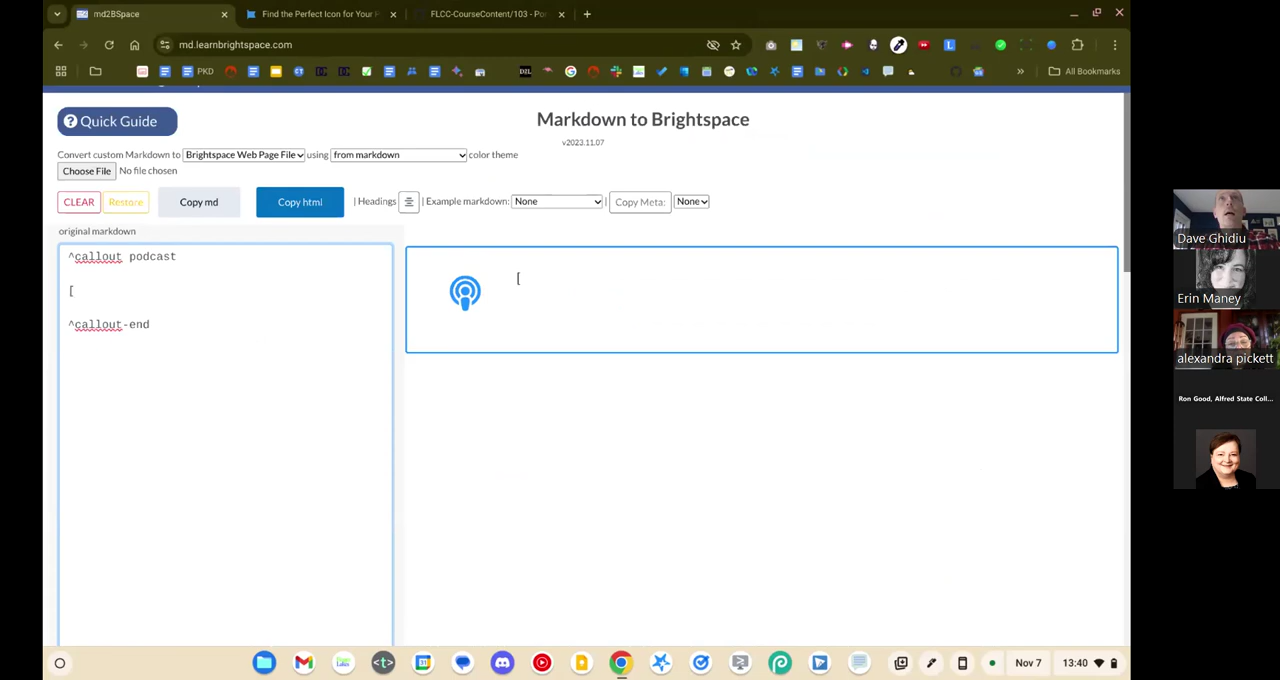 md2BSpace
Find the Perfect Icon for Your
FLCC-CourseContent/103 - Po
md.learnbrightspace.com
PKD
DIL
All Bookmarks
Quick Guide
Markdown to Brightspace
v2023.11.07
Convert custom Markdown to Brightspace Web Page File using from markdown color theme
Choose File No file chosen
CLEAR Restore Copy md Copy html | Headings | Example markdown: None | Copy Meta: None
original markdown
^callout podcast
[
[
^callout-end
Dave Ghidiu
Erin Maney
alexandra pickett
Ron Good, Alfred State Coll...
Nov 7 13:40